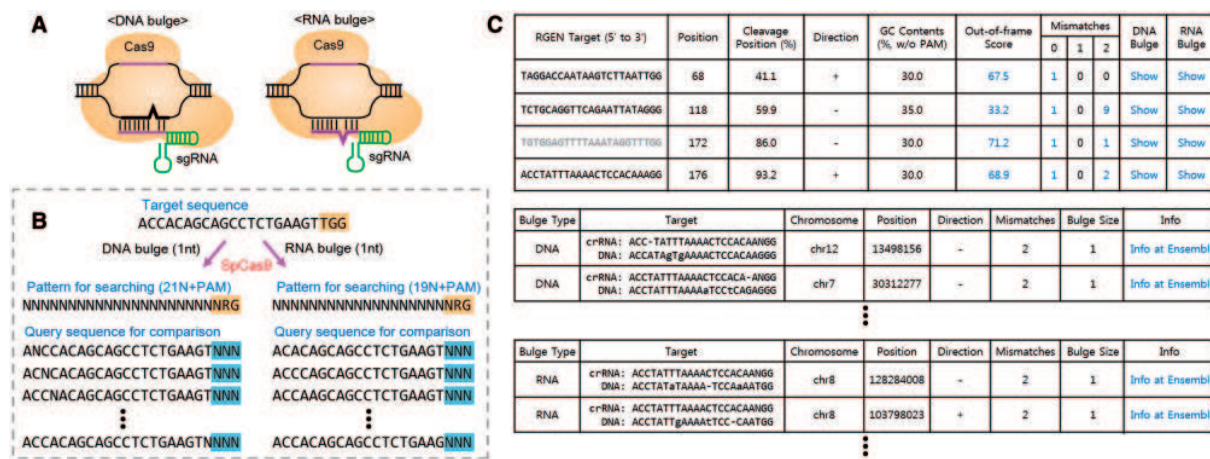 A
<DNA bulge>
<RNA bulge>
Cas9
Cas9
sgRNA
sgRNA
B
Target sequence
ACCACAGCAGCCTCTGAAGTTGG
DNA bulge (1nt)
RNA bulge (1nt)
SpCas9
Pattern for searching (21N+PAM)
NNNNNNNNNNNNNNNNNNNNNNRG
Query sequence for comparison
ANCCACAGCAGCCTCTGAAGTNNN
ACNCACAGCAGCCTCTGAAGTNNN
ACCNACAGCAGCCTCTGAAGTNNN
ACCACAGCAGCCTCTGAAGTNNNN
Pattern for searching (19N+PAM)
NNNNNNNNNNNNNNNNNNNNRG
Query sequence for comparison
ACACAGCAGCCTCTGAAGTNNN
ACCCAGCAGCCTCTGAAGTNNN
ACCAAGCAGCCTCTGAAGTNNN
ACCACAGCAGCCTCTGAAGNNN
C
RGEN Target (5' to 3') Position Cleavage Position (%) Direction GC Contents (%, w/o PAM) Out-of-frame Score Mismatches DNA Bulge RNA Bulge
0 1 2
TAGGACCAATAAGTCTTAATTGG 68 41.1 + 30.0 67.5 1 0 0 Show Show
TCTGCAGGTTCAGAATTATAGGG 118 59.9 - 35.0 33.2 1 0 9 Show Show
TGTGGAGTTTTAAATAGGTTTGG 172 86.0 - 30.0 71.2 1 0 1 Show Show
ACCTATTTAAAACTCCACAAAGG 176 93.2 + 30.0 68.9 1 0 2 Show Show
Bulge Type Target Chromosome Position Direction Mismatches Bulge Size Info
DNA crRNA: ACC-TATTTAAAACTCCACAANGG chr12 13498156 - 2 1 Info at Ensembl
DNA: ACCATAgTgAAAACTCCACAAGGG
DNA crRNA: ACCTATTTAAAACTCCACA-ANGG chr7 30312277 - 2 1 Info at Ensembl
DNA: ACCTATTTAAAAaTCCtCAGAGGG
Bulge Type Target Chromosome Position Direction Mismatches Bulge Size Info
RNA crRNA: ACCTATTTAAAACTCCACAANGG chr8 128284008 - 2 1 Info at Ensembl
DNA: ACCTATaTAAAA-TCCAaAATGG
RNA crRNA: ACCTATTTAAAACTCCACAANGG chr8 103798023 + 2 1 Info at Ensembl
DNA: ACCTATTgAAAAtTCC-CAATGG